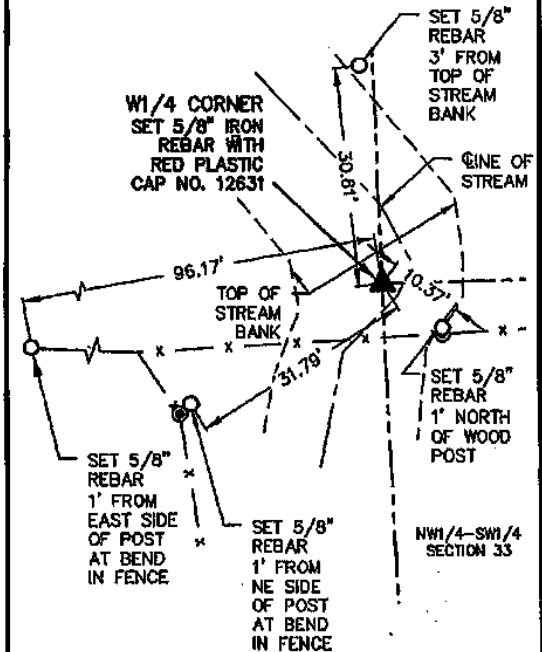 SET 5/8"
REBAR
3' FROM
TOP OF
STREAM
BANK
W1/4 CORNER
SET 5/8" IRON
REBAR WITH
RED PLASTIC
CAP NO. 12631
30.81'
℄INE OF
STREAM
96.17'
10.37'
TOP OF
STREAM
BANK
31.79'
SET 5/8"
REBAR
1' NORTH
OF WOOD
POST
SET 5/8"
REBAR
1' FROM
EAST SIDE
OF POST
AT BEND
IN FENCE
SET 5/8"
REBAR
1' FROM
NE SIDE
OF POST
AT BEND
IN FENCE
NW1/4-SW1/4
SECTION 33